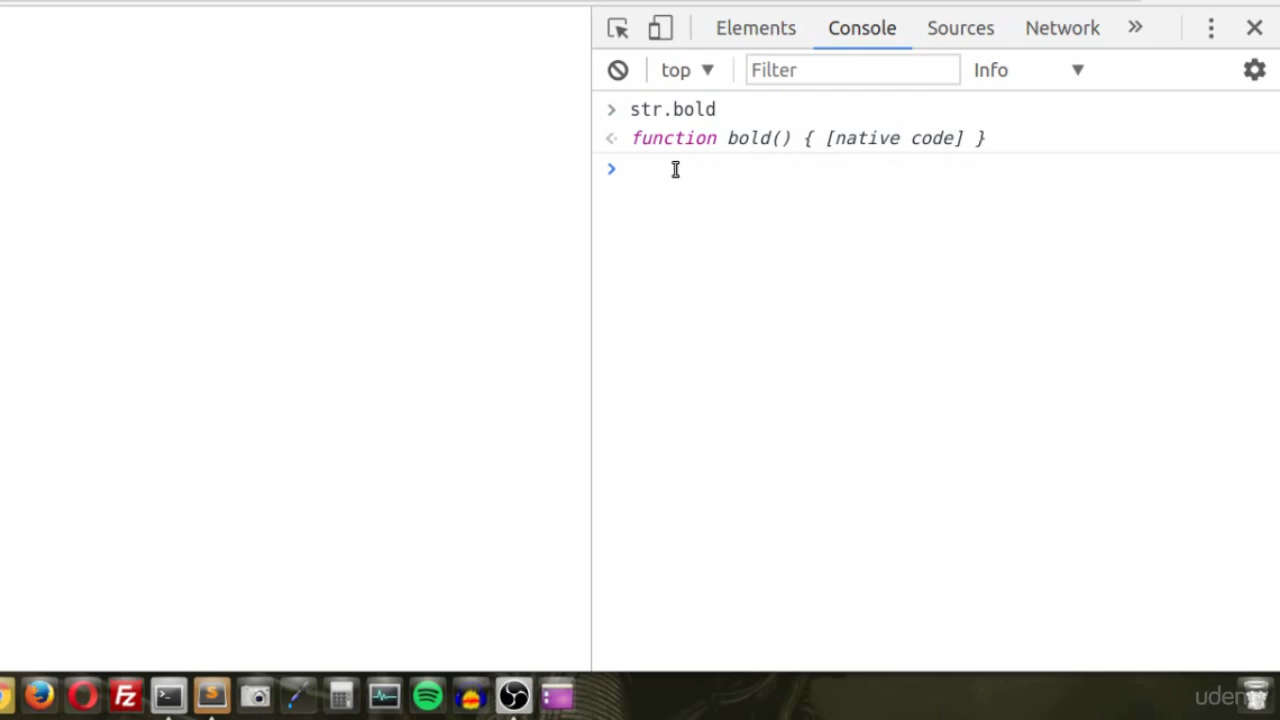 Elements Console Sources Network »
top ▼ Filter Info ▼
> str.bold
function bold() { [native code] }
>
udemy